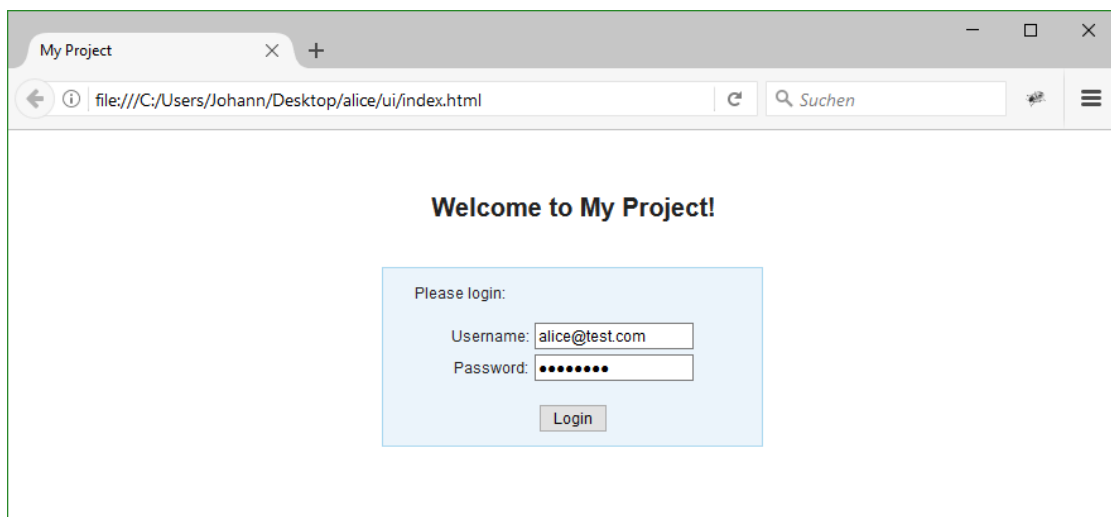 My Project
file:///C:/Users/Johann/Desktop/alice/ui/index.html
Suchen
Welcome to My Project!
Please login:
Username: alice@test.com
Password: ••••••••
Login